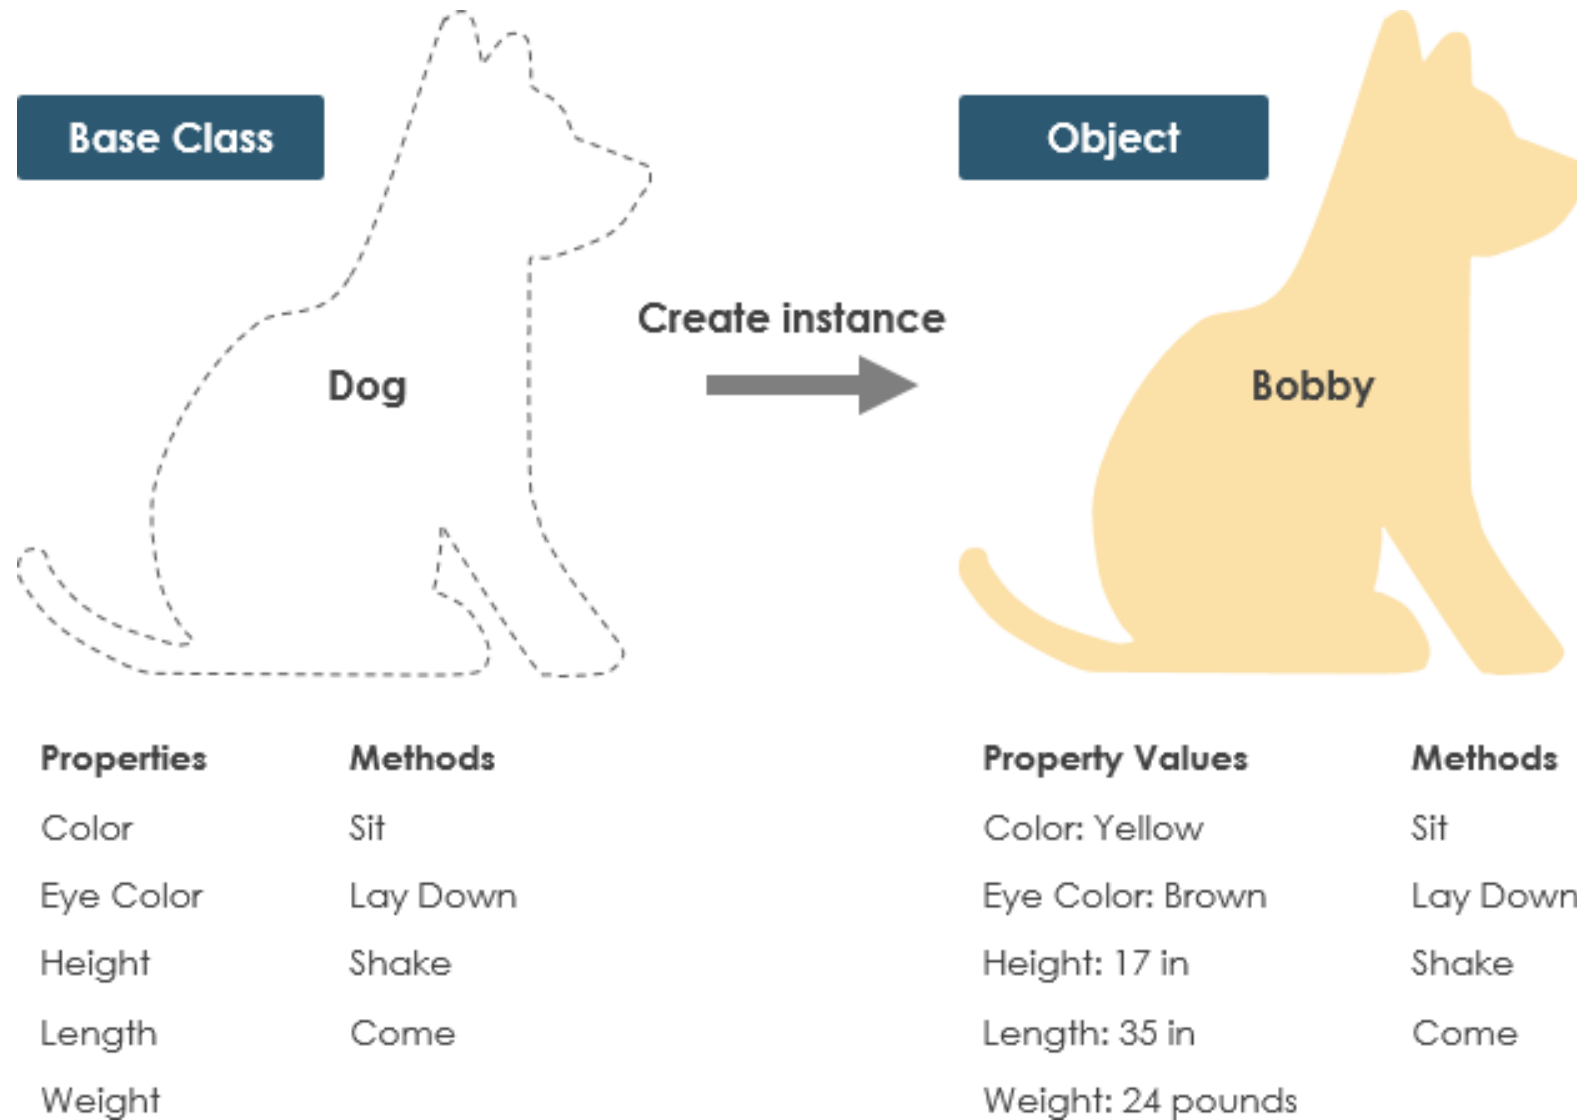 Base Class
Object
Create instance
Dog
Bobby
Properties Methods Property Values Methods
Color Sit Color: Yellow Sit
Eye Color Lay Down Eye Color: Brown Lay Down
Height Shake Height: 17 in Shake
Length Come Length: 35 in Come
Weight Weight: 24 pounds